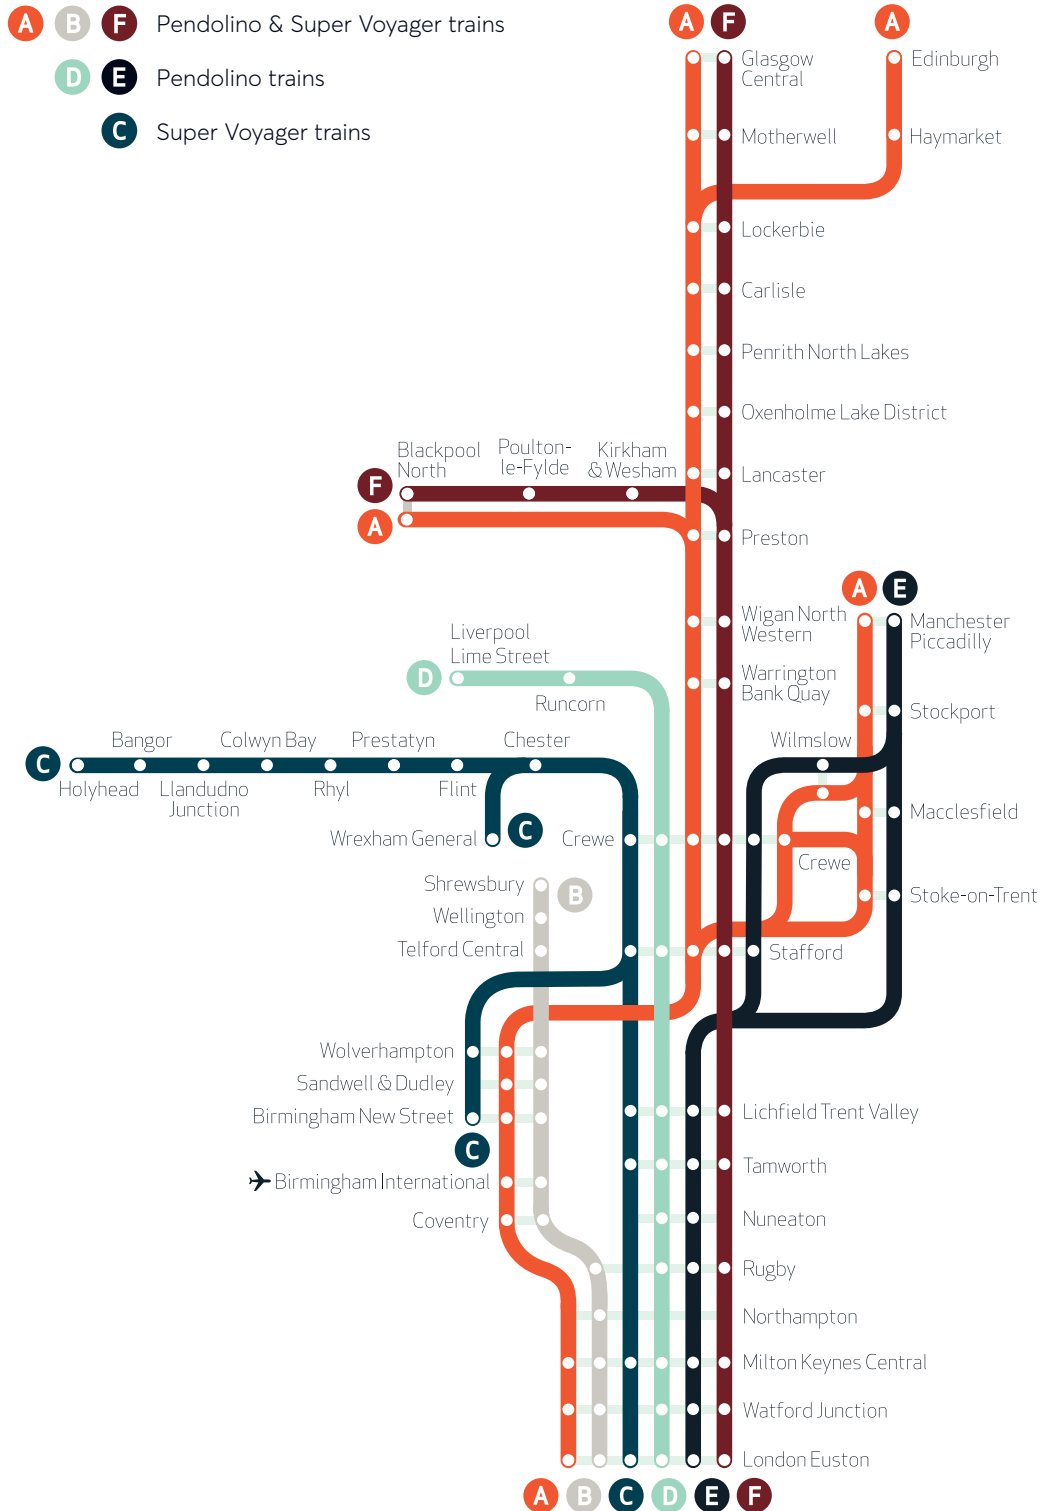 A B F Pendolino & Super Voyager trains
D E Pendolino trains
C Super Voyager trains
A F A
Glasgow
Central
Edinburgh
Motherwell
Haymarket
Lockerbie
Carlisle
Penrith North Lakes
Oxenholme Lake District
Blackpool
North
Poulton-
le-Fylde
Kirkham
& Wesham
Lancaster
F
A
Preston
A E
Wigan North
Western
Manchester
Piccadilly
Liverpool
Lime Street
D
Runcorn
Warrington
Bank Quay
Stockport
Bangor
Colwyn Bay
Prestatyn
Chester
Wilmslow
C
Holyhead
Llandudno
Junction
Rhyl
Flint
Macclesfield
Wrexham General
C
Crewe
Crewe
Shrewsbury
B
Stoke-on-Trent
Wellington
Telford Central
Stafford
Wolverhampton
Sandwell & Dudley
Birmingham New Street
Lichfield Trent Valley
C
Tamworth
Birmingham International
Coventry
Nuneaton
Rugby
Northampton
Milton Keynes Central
Watford Junction
London Euston
A B C D E F